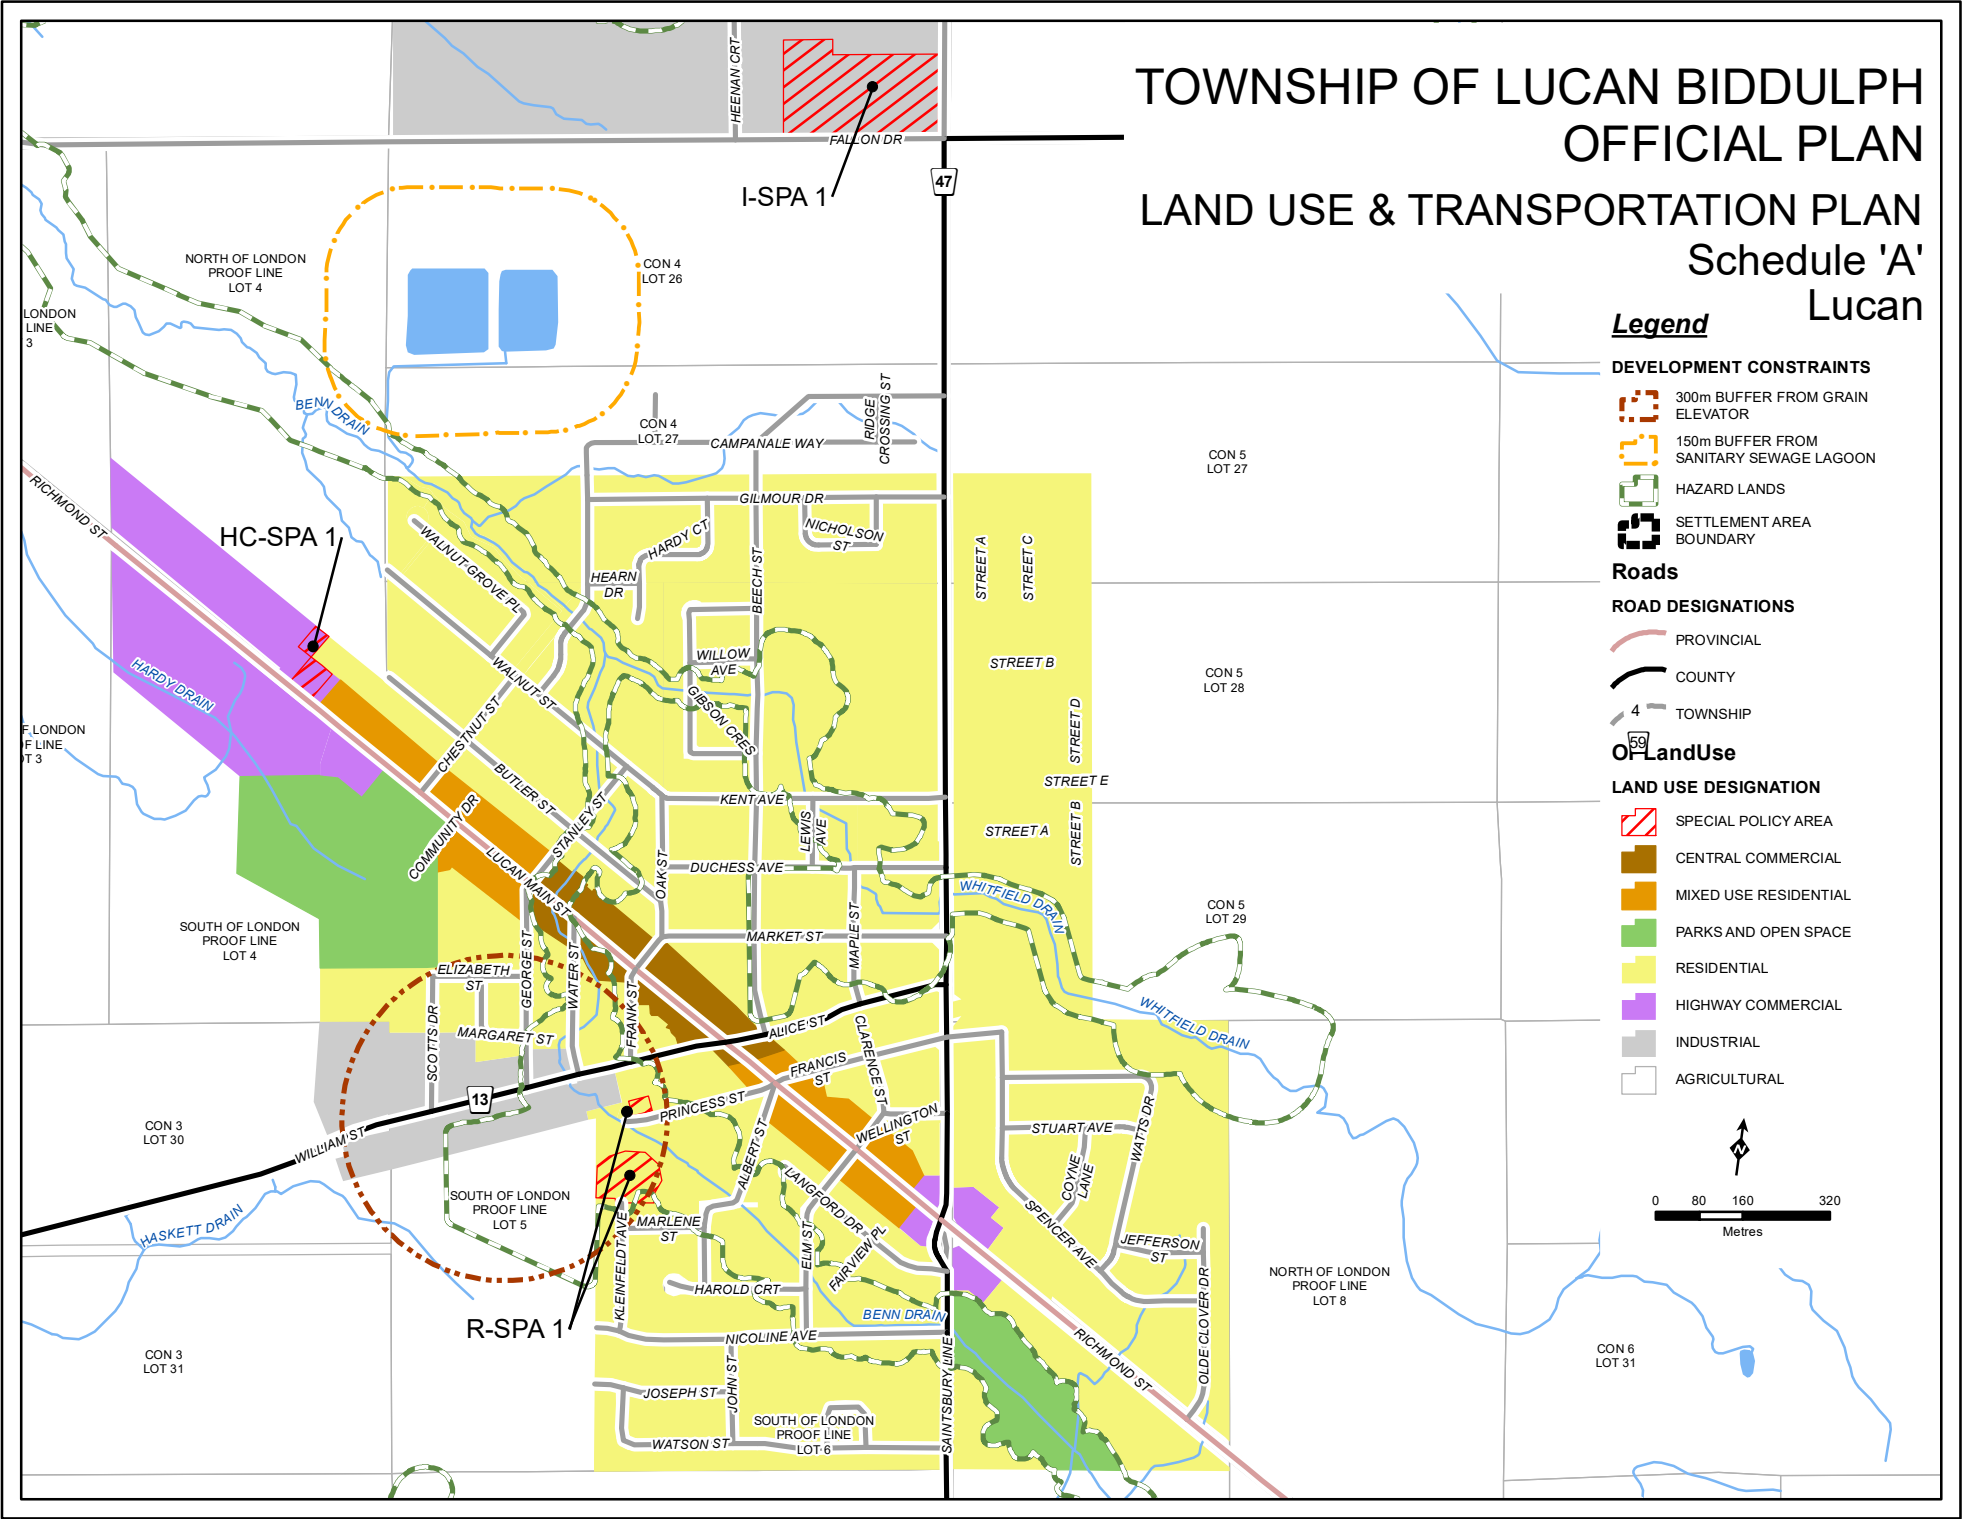 TOWNSHIP OF LUCAN BIDDULPH
OFFICIAL PLAN
LAND USE & TRANSPORTATION PLAN
Schedule 'A'
Lucan
Legend
DEVELOPMENT CONSTRAINTS
300m BUFFER FROM GRAIN
ELEVATOR
150m BUFFER FROM
SANITARY SEWAGE LAGOON
HAZARD LANDS
SETTLEMENT AREA
BOUNDARY
Roads
ROAD DESIGNATIONS
PROVINCIAL
COUNTY
4
TOWNSHIP
59
OPLandUse
LAND USE DESIGNATION
SPECIAL POLICY AREA
CENTRAL COMMERCIAL
MIXED USE RESIDENTIAL
PARKS AND OPEN SPACE
RESIDENTIAL
HIGHWAY COMMERCIAL
INDUSTRIAL
AGRICULTURAL
N
0 80 160 320
Metres
HEENAN CRT
FALLON DR
I-SPA 1
47
NORTH OF LONDON
PROOF LINE
LOT 4
CON 4
LOT 26
LONDON
LINE
3
BENN DRAIN
CON 4
LOT 27
CAMPANALE WAY
RIDGE
CROSSING ST
CON 5
LOT 27
RICHMOND ST
HC-SPA 1
GILMOUR DR
NICHOLSON
ST
HARDY CT
WALNUT GROVE PL
HEARN
DR
BEECH ST
STREET A
STREET C
WILLOW
AVE
STREET B
CON 5
LOT 28
HARDY DRAIN
WALNUT ST
GIBSON CRES
CHESTNUT ST
STREET D
F LONDON
OF LINE
OT 3
BUTLER ST
STREET E
KENT AVE
STANLEY ST
COMMUNITY DR
LEWIS
AVE
STREET A
STREET B
LUCAN MAIN ST
OAK ST
DUCHESS AVE
WHITFIELD DRAIN
CON 5
LOT 29
SOUTH OF LONDON
PROOF LINE
LOT 4
MARKET ST
MAPLE ST
ELIZABETH
ST
GEORGE ST
WATER ST
FRANK ST
WHITFIELD DRAIN
MARGARET ST
SCOTTS DR
ALICE ST
CLARENCE ST
FRANCIS
ST
13
PRINCESS ST
WELLINGTON
ST
STUART AVE
WATTS DR
CON 3
LOT 30
WILLIAM ST
ALBERT ST
LANGFORD DR
COYNE
LANE
SOUTH OF LONDON
PROOF LINE
LOT 5
HASKETT DRAIN
MARLENE
ST
KLEINFELDT AVE
ELM ST
FAIRVIEW PL
SPENCER AVE
JEFFERSON
ST
OLDE CLOVER DR
NORTH OF LONDON
PROOF LINE
LOT 8
HAROLD CRT
BENN DRAIN
R-SPA 1
NICOLINE AVE
CON 3
LOT 31
RICHMOND ST
CON 6
LOT 31
JOHN ST
JOSEPH ST
SAINTSBURY LINE
SOUTH OF LONDON
PROOF LINE
LOT 6
WATSON ST